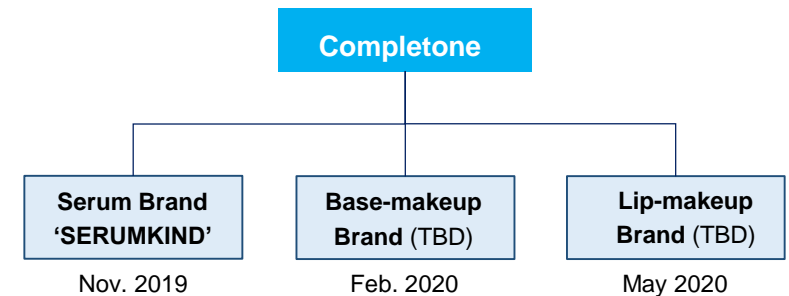 Completone
Serum Brand
‘SERUMKIND’
Base-makeup
Brand (TBD)
Lip-makeup
Brand (TBD)
Nov. 2019
Feb. 2020
May 2020